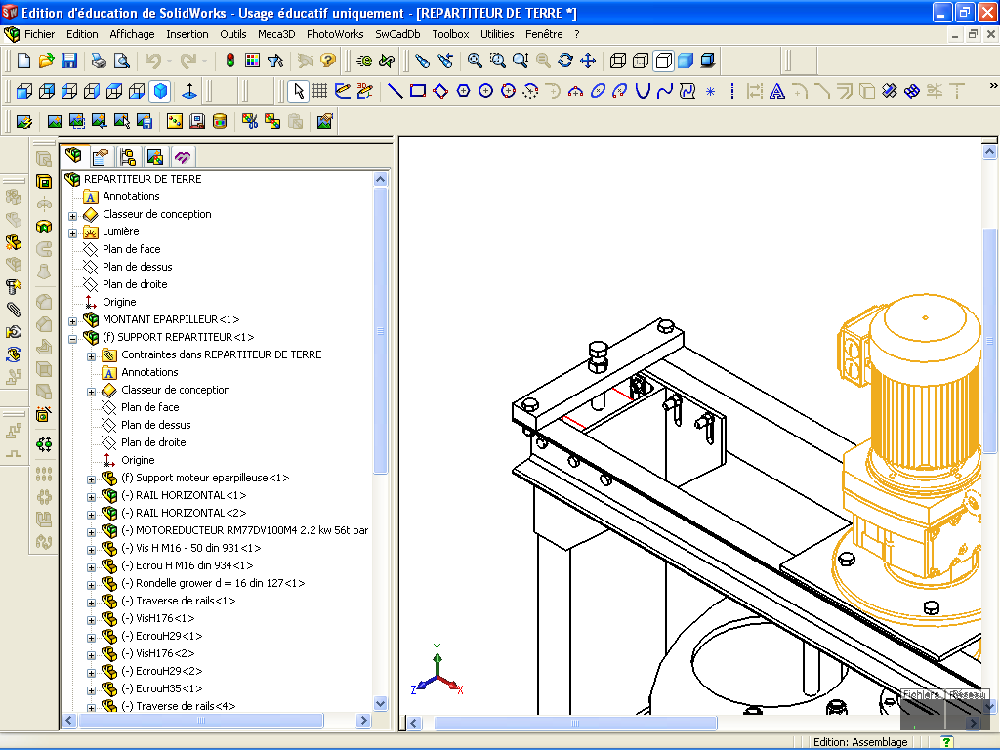 Edition d'éducation de SolidWorks - Usage éducatif uniquement - [REPARTITEUR DE TERRE *]
Fichier Edition Affichage Insertion Outils Meca3D PhotoWorks SwCadDb Toolbox Utilities Fenêtre ?
REPARTITEUR DE TERRE
Annotations
Classeur de conception
Lumière
Plan de face
Plan de dessus
Plan de droite
Origine
MONTANT EPARPILLEUR<1>
(f) SUPPORT REPARTITEUR<1>
Contraintes dans REPARTITEUR DE TERRE
Annotations
Classeur de conception
Plan de face
Plan de dessus
Plan de droite
Origine
(f) Support moteur eparpilleuse<1>
(-) RAIL HORIZONTAL<1>
(-) RAIL HORIZONTAL<2>
(-) MOTOREDUCTEUR RM77DV100M4 2.2 kw 56t par
(-) Vis H M16 - 50 din 931<1>
(-) Ecrou H M16 din 934<1>
(-) Rondelle grower d = 16 din 127<1>
(-) Traverse de rails<1>
(-) VisH176<1>
(-) EcrouH29<1>
(-) VisH176<2>
(-) EcrouH29<2>
(-) EcrouH35<1>
(-) Traverse de rails<4>
Y
Z
X
Fichiers Réseau
Edition: Assemblage